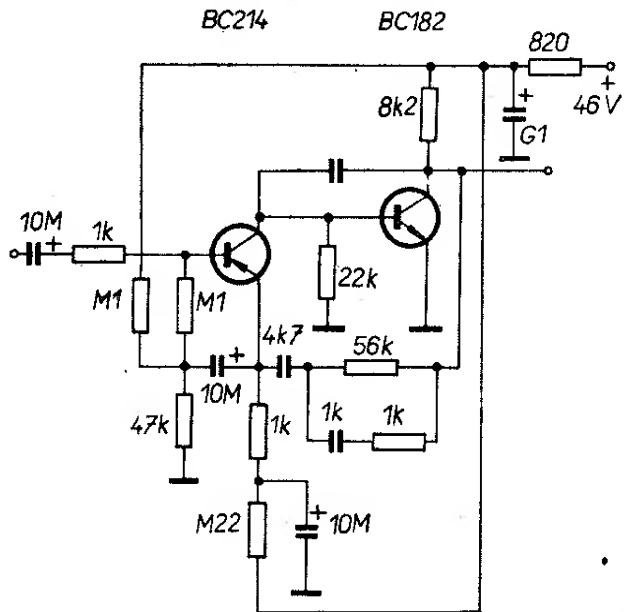 BC214 BC182
820
+
46V
8k2
+
G1
10M
+
1k
M1
M1
22k
4k7
56k
+
10M
47k
1k
1k
1k
M22
+
10M